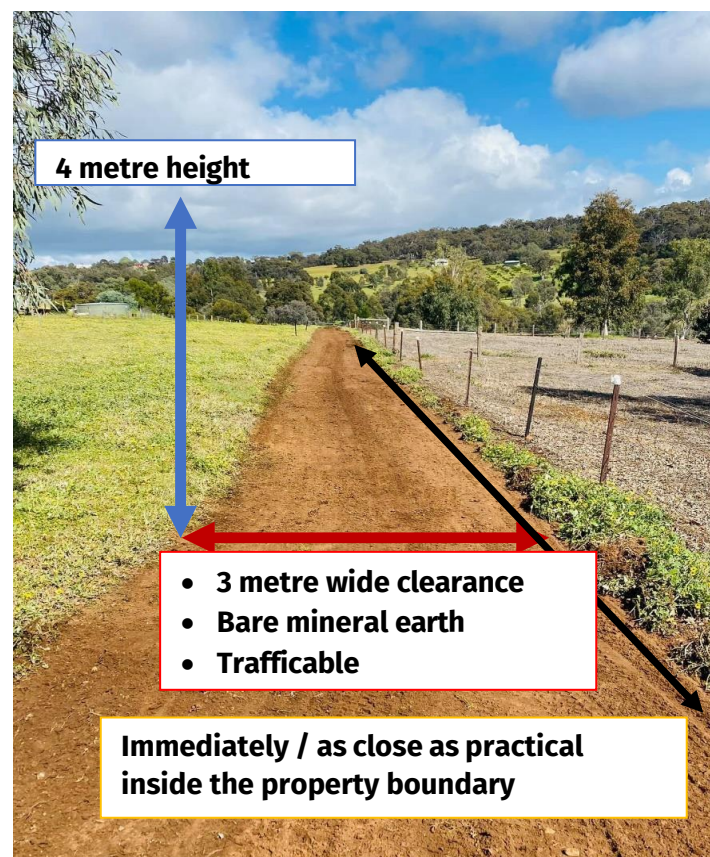 4 metre height
• 3 metre wide clearance
• Bare mineral earth
• Trafficable
Immediately / as close as practical
inside the property boundary